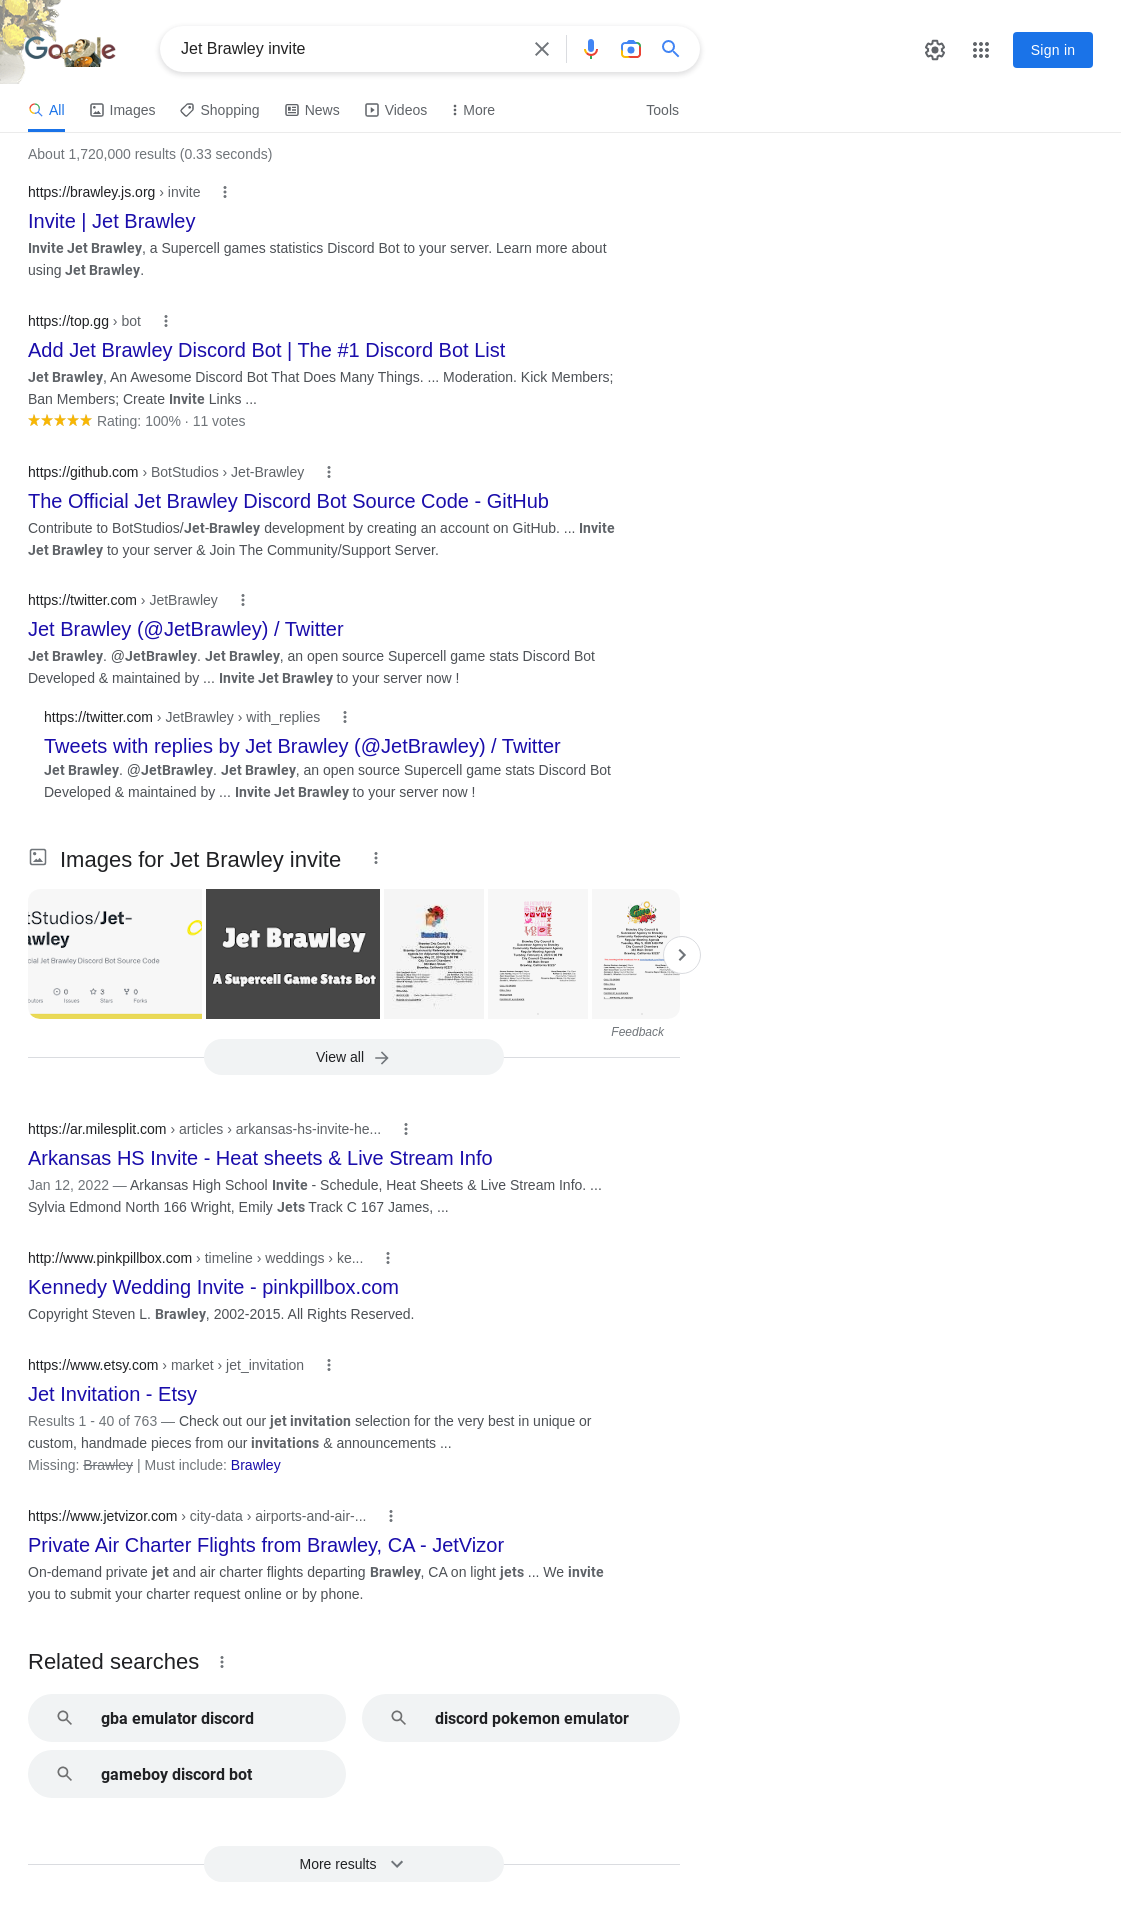 Google
Jet Brawley invite
Sign in
All
Images
Shopping
News
Videos
More
Tools
About 1,720,000 results (0.33 seconds)
https://brawley.js.org › invite
Invite | Jet Brawley
Invite Jet Brawley, a Supercell games statistics Discord Bot to your server. Learn more about
using Jet Brawley.
https://top.gg › bot
Add Jet Brawley Discord Bot | The #1 Discord Bot List
Jet Brawley, An Awesome Discord Bot That Does Many Things. ... Moderation. Kick Members;
Ban Members; Create Invite Links ...
Rating: 100% · 11 votes
https://github.com › BotStudios › Jet-Brawley
The Official Jet Brawley Discord Bot Source Code - GitHub
Contribute to BotStudios/Jet-Brawley development by creating an account on GitHub. ... Invite
Jet Brawley to your server & Join The Community/Support Server.
https://twitter.com › JetBrawley
Jet Brawley (@JetBrawley) / Twitter
Jet Brawley. @JetBrawley. Jet Brawley, an open source Supercell game stats Discord Bot
Developed & maintained by ... Invite Jet Brawley to your server now !
https://twitter.com › JetBrawley › with_replies
Tweets with replies by Jet Brawley (@JetBrawley) / Twitter
Jet Brawley. @JetBrawley. Jet Brawley, an open source Supercell game stats Discord Bot
Developed & maintained by ... Invite Jet Brawley to your server now !
Images for Jet Brawley invite
tStudios/Jet-
awley
cial Jet Brawley Discord Bot Source Code
0 3 0
utors Issues Stars Forks
Jet Brawley
A Supercell Game Stats Bot
Feedback
View all
https://ar.milesplit.com › articles › arkansas-hs-invite-he...
Arkansas HS Invite - Heat sheets & Live Stream Info
Jan 12, 2022 — Arkansas High School Invite - Schedule, Heat Sheets & Live Stream Info. ...
Sylvia Edmond North 166 Wright, Emily Jets Track C 167 James, ...
http://www.pinkpillbox.com › timeline › weddings › ke...
Kennedy Wedding Invite - pinkpillbox.com
Copyright Steven L. Brawley, 2002-2015. All Rights Reserved.
https://www.etsy.com › market › jet_invitation
Jet Invitation - Etsy
Results 1 - 40 of 763 — Check out our jet invitation selection for the very best in unique or
custom, handmade pieces from our invitations & announcements ...
Missing: Brawley | Must include: Brawley
https://www.jetvizor.com › city-data › airports-and-air-...
Private Air Charter Flights from Brawley, CA - JetVizor
On-demand private jet and air charter flights departing Brawley, CA on light jets ... We invite
you to submit your charter request online or by phone.
Related searches
gba emulator discord
discord pokemon emulator
gameboy discord bot
More results